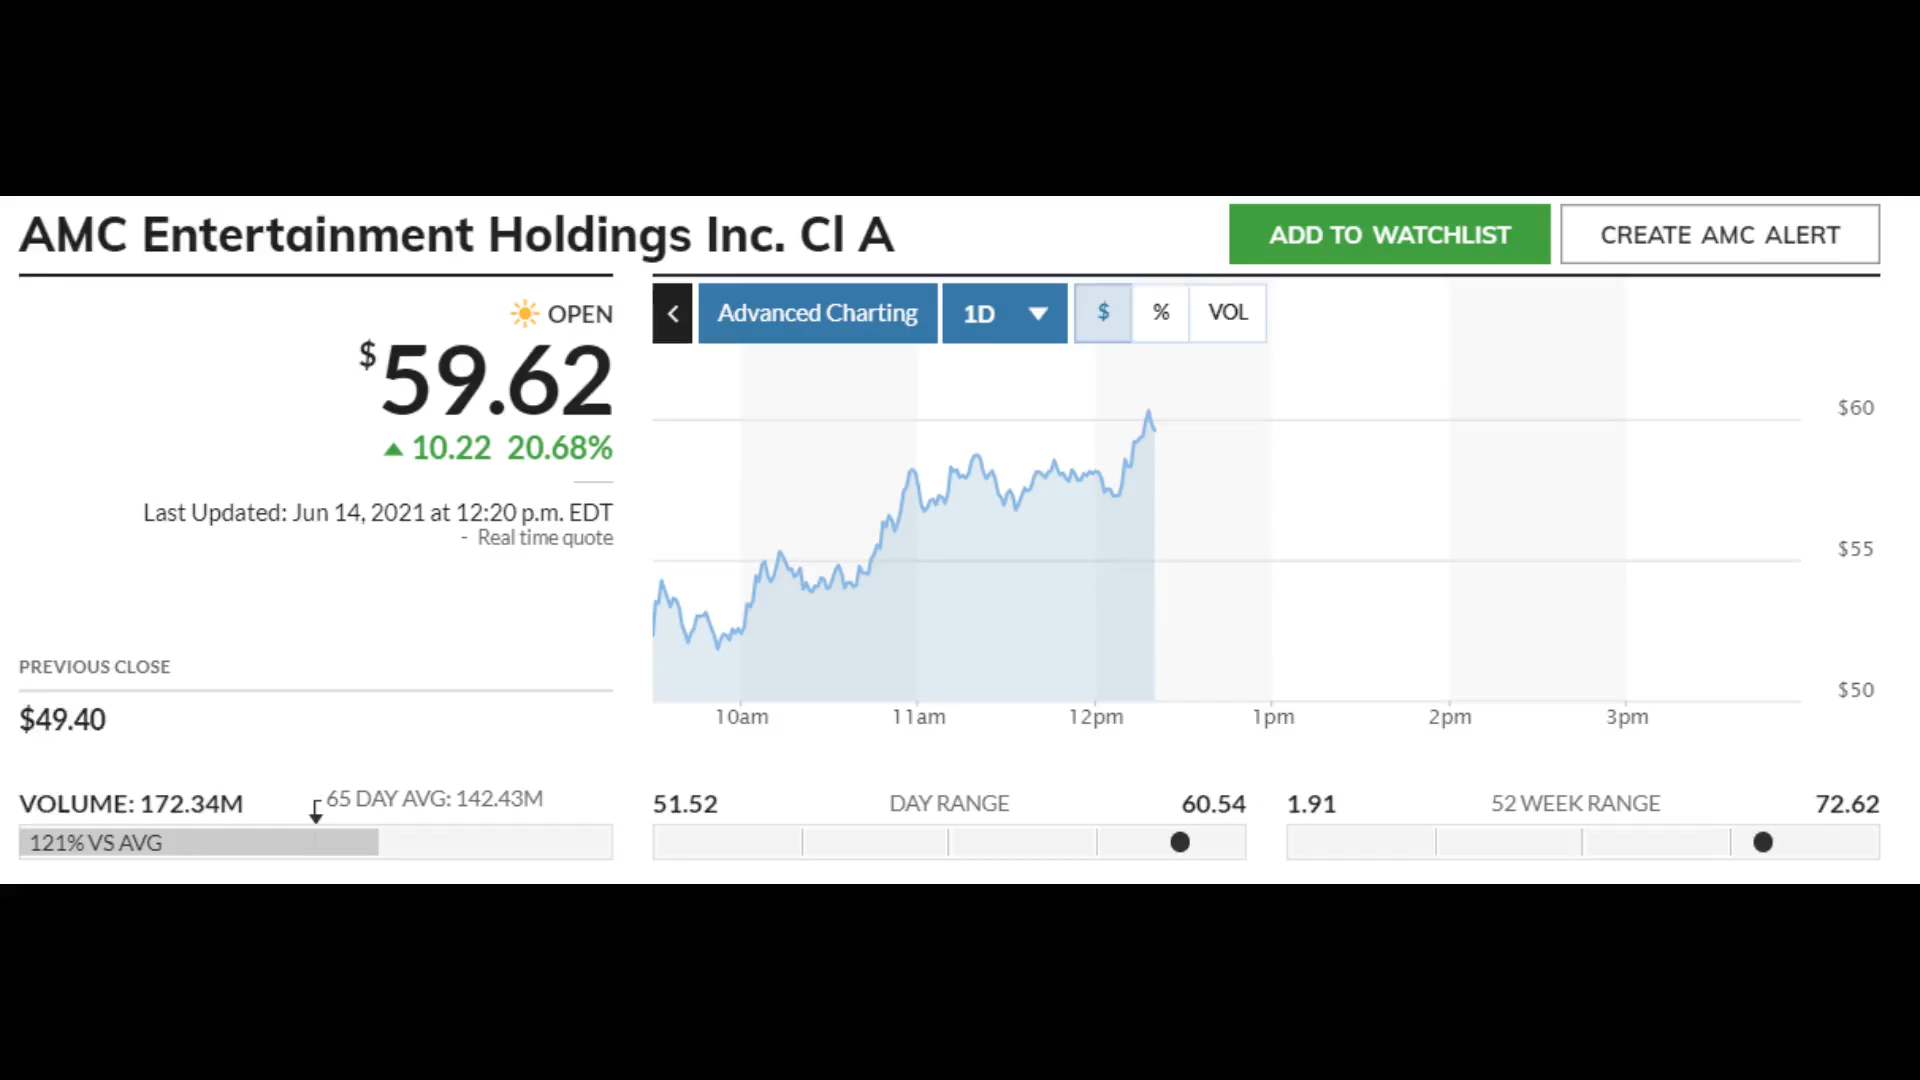 AMC Entertainment Holdings Inc. Cl A
ADD TO WATCHLIST
CREATE AMC ALERT
OPEN
$59.62
10.22 20.68%
Last Updated: Jun 14, 2021 at 12:20 p.m. EDT
- Real time quote
PREVIOUS CLOSE
$49.40
Advanced Charting
1D
$
%
VOL
$60
$55
$50
10am 11am 12pm 1pm 2pm 3pm
VOLUME: 172.34M
65 DAY AVG: 142.43M
121% VS AVG
51.52 DAY RANGE 60.54
1.91 52 WEEK RANGE 72.62